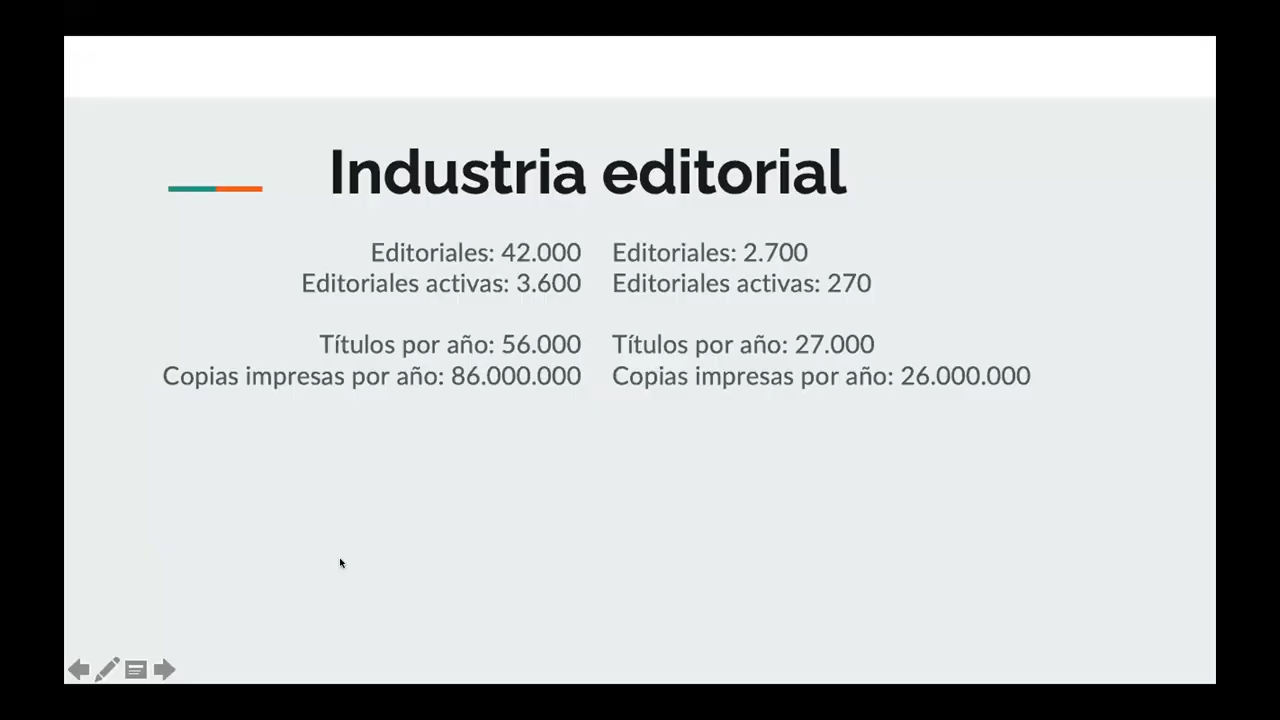 Industria editorial
Editoriales: 42.000
Editoriales activas: 3.600
Títulos por año: 56.000
Copias impresas por año: 86.000.000
Editoriales: 2.700
Editoriales activas: 270
Títulos por año: 27.000
Copias impresas por año: 26.000.000